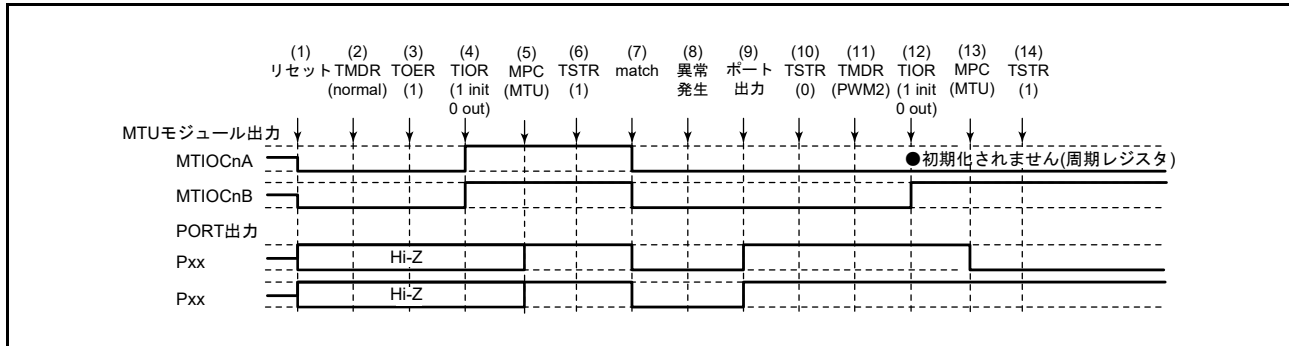 (1) (2) (3) (4) (5) (6) (7) (8) (9) (10) (11) (12) (13) (14)
リセット TMDR TOER TIOR MPC TSTR match 異常 ポート TSTR TMDR TIOR MPC TSTR
(normal) (1) (1 init (MTU) (1) 発生 出力 (0) (PWM2) (1 init (MTU) (1)
0 out) 0 out)
MTUモジュール出力
MTIOCnA ●初期化されません(周期レジスタ)
MTIOCnB
PORT出力
Pxx Hi-Z
Pxx Hi-Z